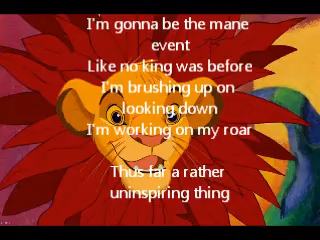 I'm gonna be the mane
event
Like no king was before
I'm brushing up on
looking down
I'm working on my roar
Thus far a rather
uninspiring thing